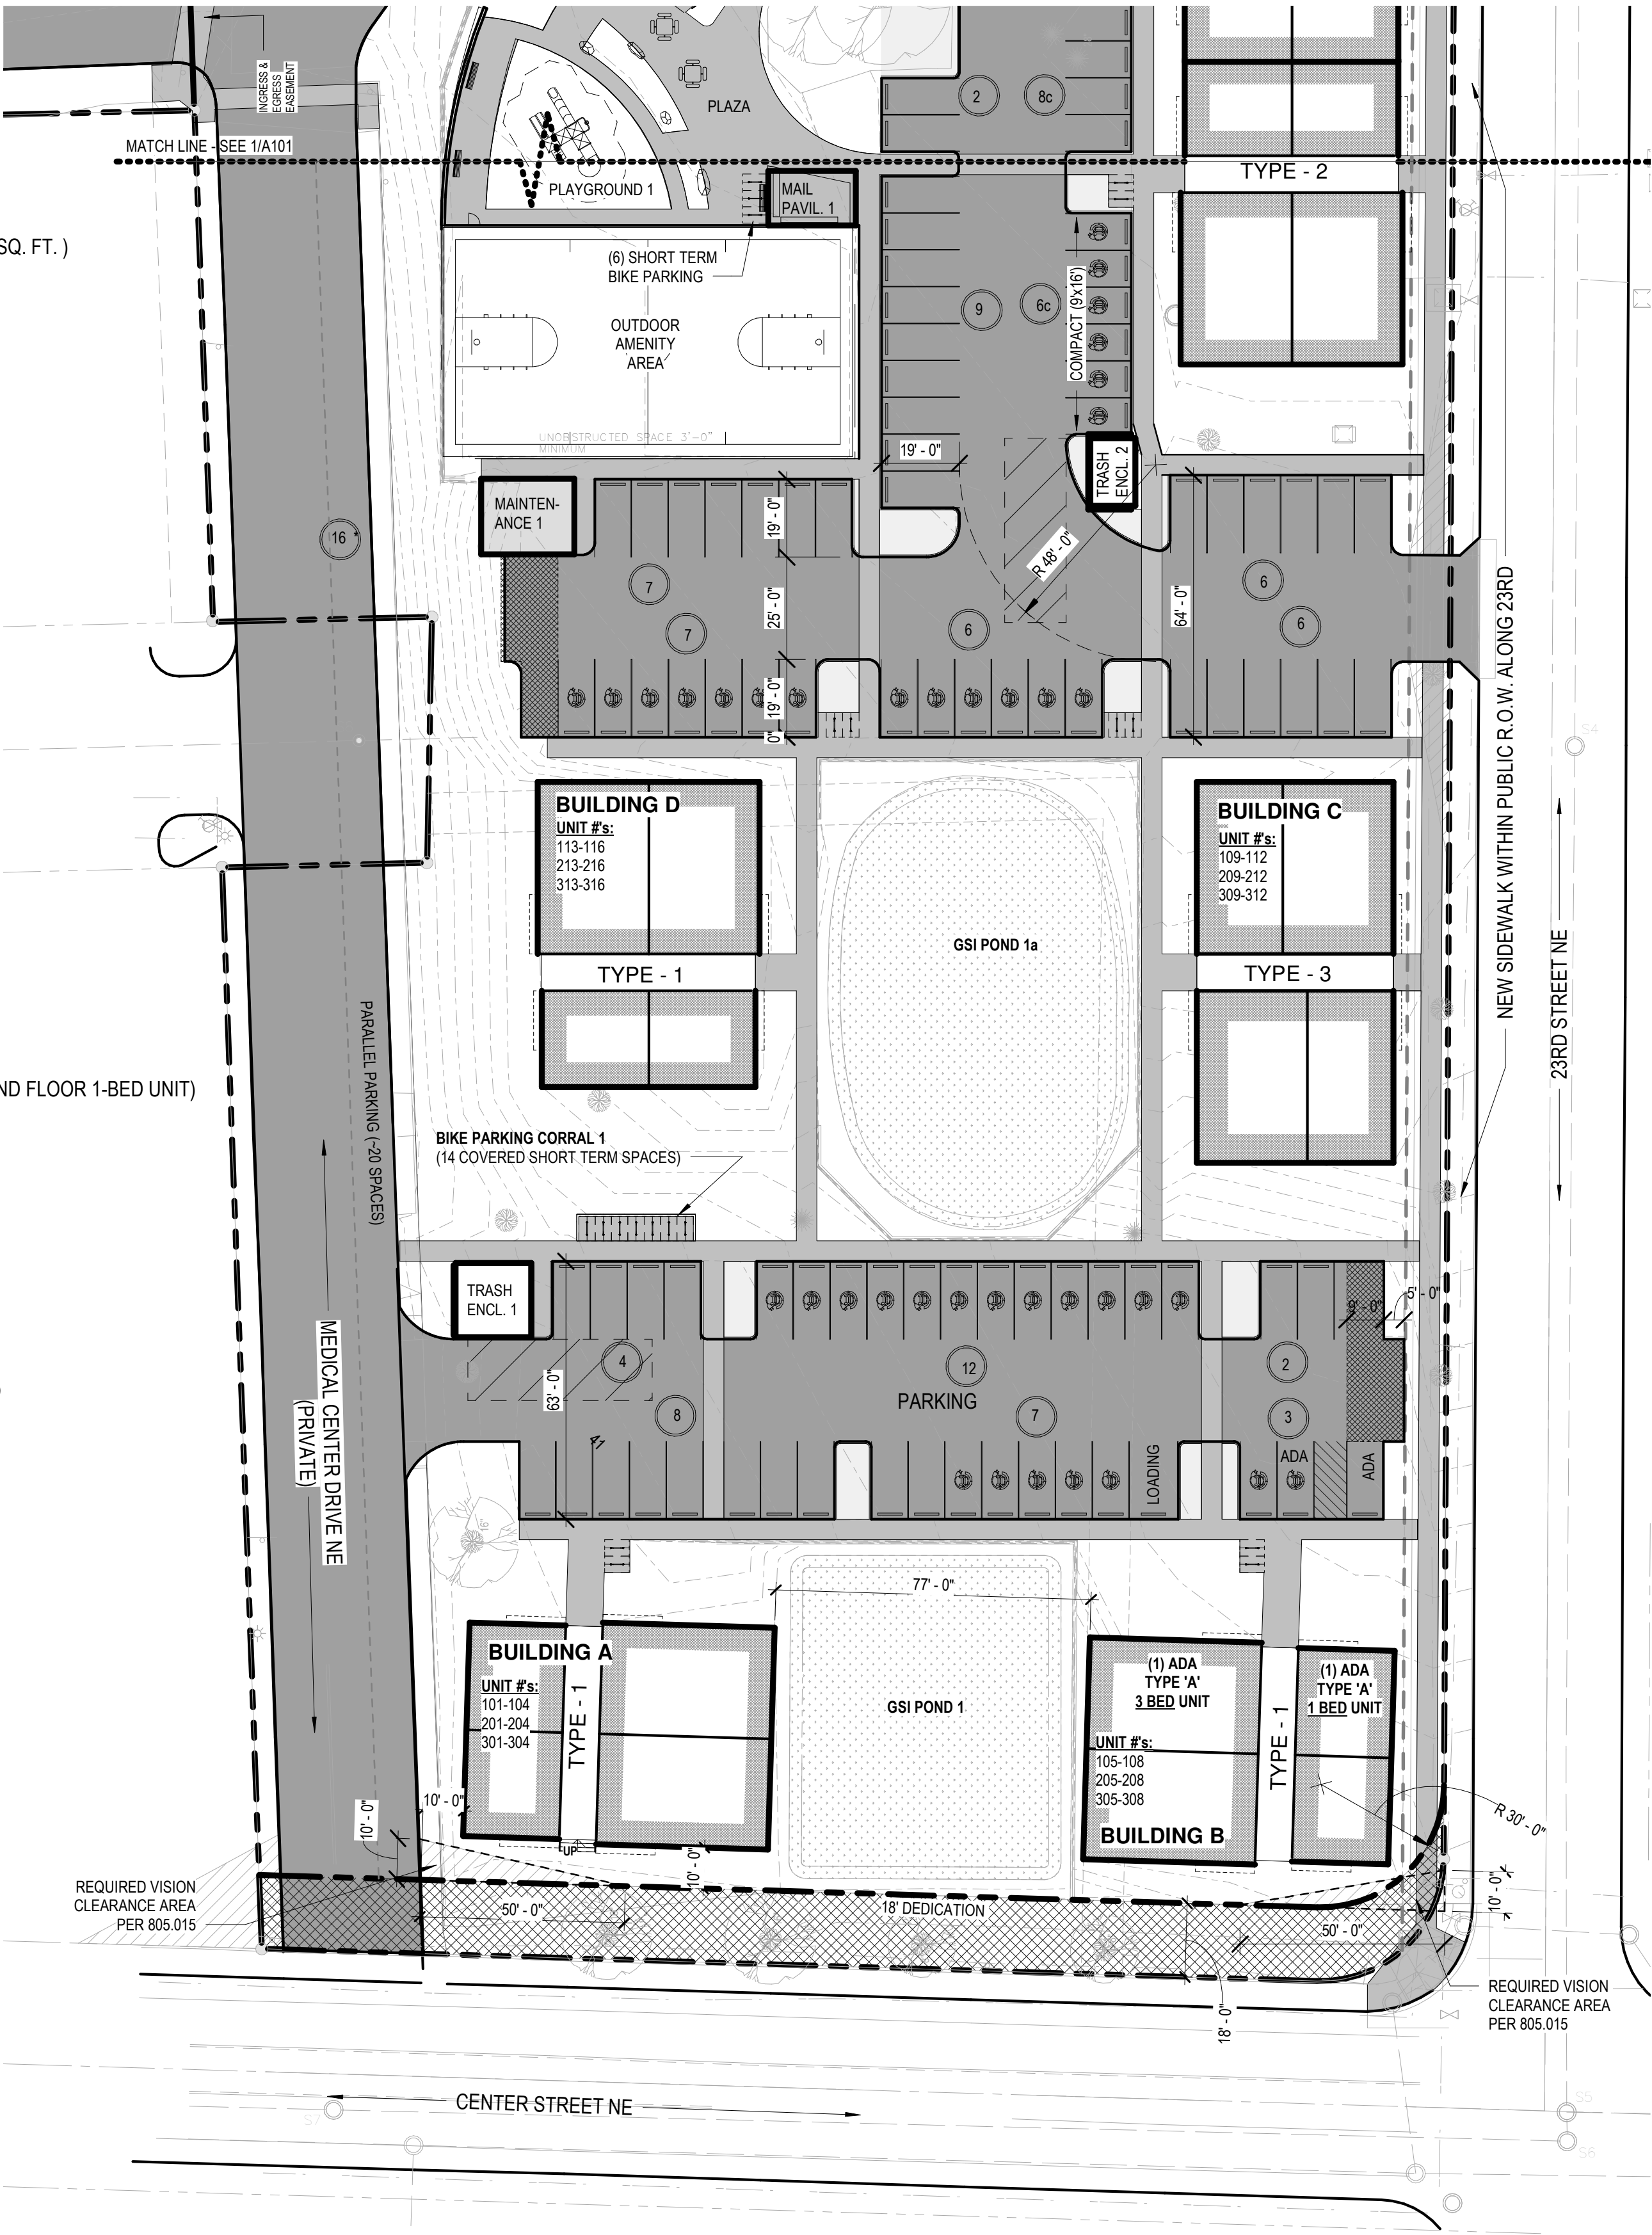 INGRESS &
EGRESS
EASEMENT
PLAZA
2
8c
MATCH LINE - SEE 1/A101
TYPE - 2
PLAYGROUND 1
MAIL
PAVIL. 1
SQ. FT. )
(6) SHORT TERM
BIKE PARKING
9
6c
COMPACT (9'x16')
OUTDOOR
AMENITY
AREA
UNOBSTRUCTED SPACE 3'-0"
MINIMUM
19' - 0"
TRASH
ENCL. 2
MAINTEN-
ANCE 1
19' - 0"
16 *
R 48' - 0"
7
7
25' - 0"
6
64' - 0"
6
6
19' - 0"
0"
NEW SIDEWALK WITHIN PUBLIC R.O.W. ALONG 23RD
S4
BUILDING D
UNIT #'s:
113-116
213-216
313-316
BUILDING C
UNIT #'s:
109-112
209-212
309-312
GSI POND 1a
TYPE - 1
TYPE - 3
23RD STREET NE
PARALLEL PARKING (~20 SPACES)
ND FLOOR 1-BED UNIT)
BIKE PARKING CORRAL 1
(14 COVERED SHORT TERM SPACES)
TRASH
ENCL. 1
9' - 0"
5' - 0"
4
63' - 0"
12
2
PARKING
8
41
7
3
LOADING
ADA
ADA
MEDICAL CENTER DRIVE NE
(PRIVATE)
16"
77' - 0"
BUILDING A
UNIT #'s:
101-104
201-204
301-304
TYPE - 1
GSI POND 1
(1) ADA
TYPE 'A'
3 BED UNIT
(1) ADA
TYPE 'A'
1 BED UNIT
UNIT #'s:
105-108
205-208
305-308
TYPE - 1
BUILDING B
10' - 0"
10' - 0"
UP
10' - 0"
R 30' - 0"
REQUIRED VISION
CLEARANCE AREA
PER 805.015
50' - 0"
18' DEDICATION
50' - 0"
10' - 0"
18' - 0"
REQUIRED VISION
CLEARANCE AREA
PER 805.015
CENTER STREET NE
S7
S5
S6